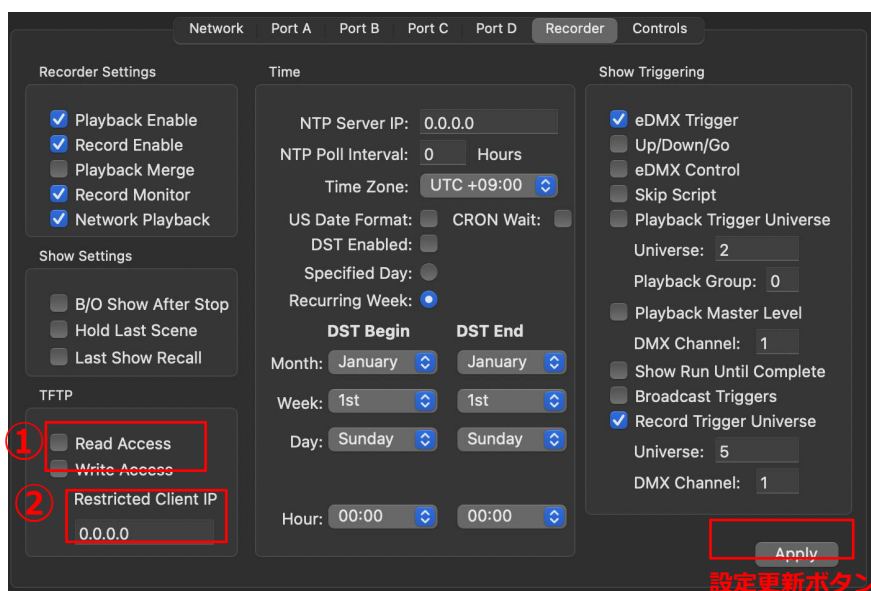 Network Port A Port B Port C Port D Recorder Controls
Recorder Settings
Playback Enable
Record Enable
Playback Merge
Record Monitor
Network Playback
Show Settings
B/O Show After Stop
Hold Last Scene
Last Show Recall
TFTP
① Read Access
Write Access
② Restricted Client IP
0.0.0.0
Time
NTP Server IP: 0.0.0.0
NTP Poll Interval: 0 Hours
Time Zone: UTC +09:00
US Date Format: CRON Wait:
DST Enabled:
Specified Day:
Recurring Week:
DST Begin DST End
Month: January January
Week: 1st 1st
Day: Sunday Sunday
Hour: 00:00 00:00
Show Triggering
eDMX Trigger
Up/Down/Go
eDMX Control
Skip Script
Playback Trigger Universe
Universe: 2
Playback Group: 0
Playback Master Level
DMX Channel: 1
Show Run Until Complete
Broadcast Triggers
Record Trigger Universe
Universe: 5
DMX Channel: 1
Apply
設定更新ボタン